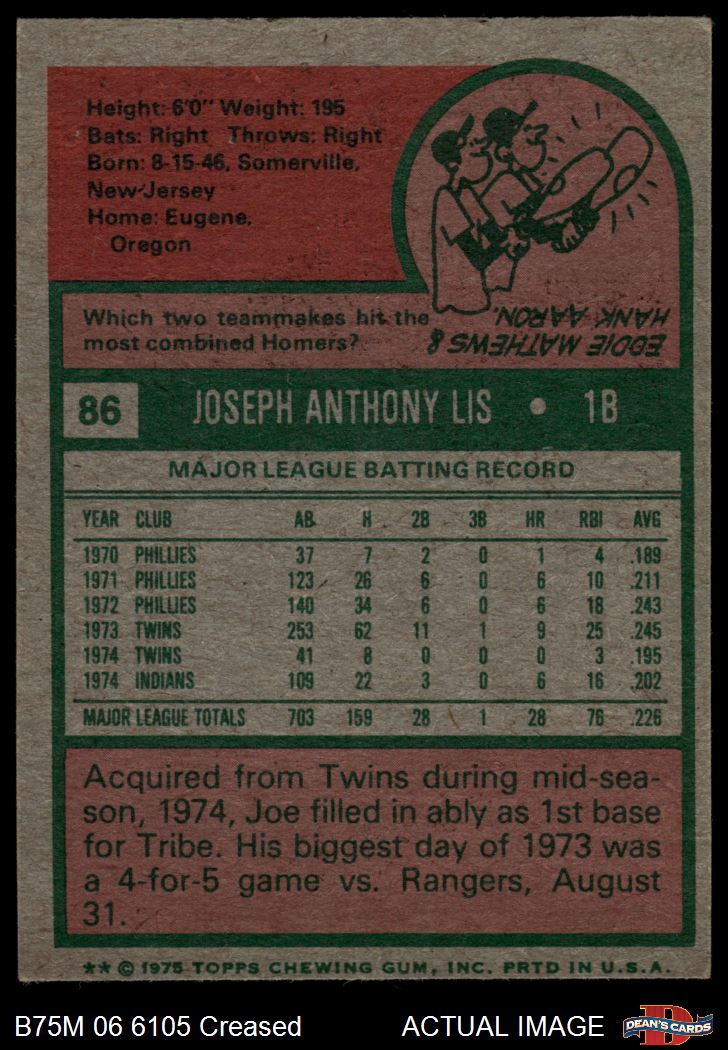 Height: 6'0" Weight: 195
Bats: Right Throws: Right
Born: 8-15-46, Somerville,
New Jersey
Home: Eugene,
Oregon
Which two teammakes hit the
most combined Homers?
EDDIE MATHEWS &
HANK AARON.
86 JOSEPH ANTHONY LIS • 1B
MAJOR LEAGUE BATTING RECORD
YEAR CLUB AB H 2B 3B HR RBI AVG
1970 PHILLIES 37 7 2 0 1 4 .189
1971 PHILLIES 123 26 6 0 6 10 .211
1972 PHILLIES 140 34 6 0 6 18 .243
1973 TWINS 253 62 11 1 9 25 .245
1974 TWINS 41 8 0 0 0 3 .195
1974 INDIANS 109 22 3 0 6 16 .202
MAJOR LEAGUE TOTALS 703 159 28 1 28 76 .226
Acquired from Twins during mid-sea-
son, 1974, Joe filled in ably as 1st base
for Tribe. His biggest day of 1973 was
a 4-for-5 game vs. Rangers, August
31.
** © 1975 TOPPS CHEWING GUM, INC. PRTD IN U.S.A.
B75M 06 6105 Creased ACTUAL IMAGE
D
DEAN'S CARDS